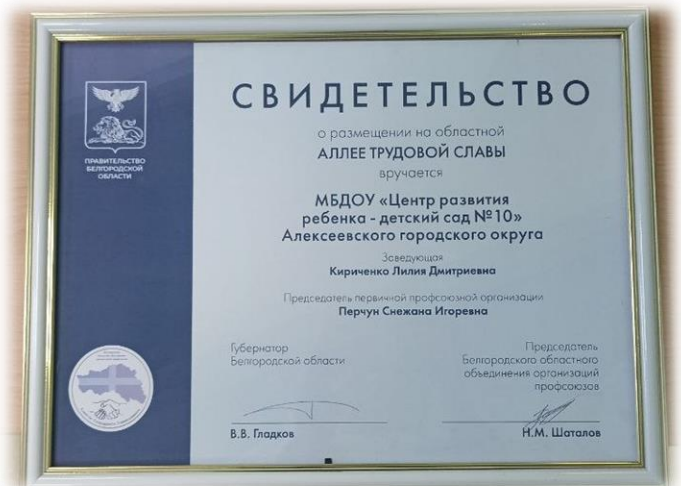 ПРАВИТЕЛЬСТВО
БЕЛГОРОДСКОЙ
ОБЛАСТИ
СВИДЕТЕЛЬСТВО
о размещении на областной
АЛЛЕЕ ТРУДОВОЙ СЛАВЫ
вручается
МБДОУ «Центр развития
ребенка - детский сад №10»
Алексеевского городского округа
Заведующая
Кириченко Лилия Дмитриевна
Председатель первичной профсоюзной организации
Перчун Снежана Игоревна
Губернатор
Белгородской области
В.В. Гладков
Председатель
Белгородского областного
объединения организаций
профсоюзов
Н.М. Шаталов